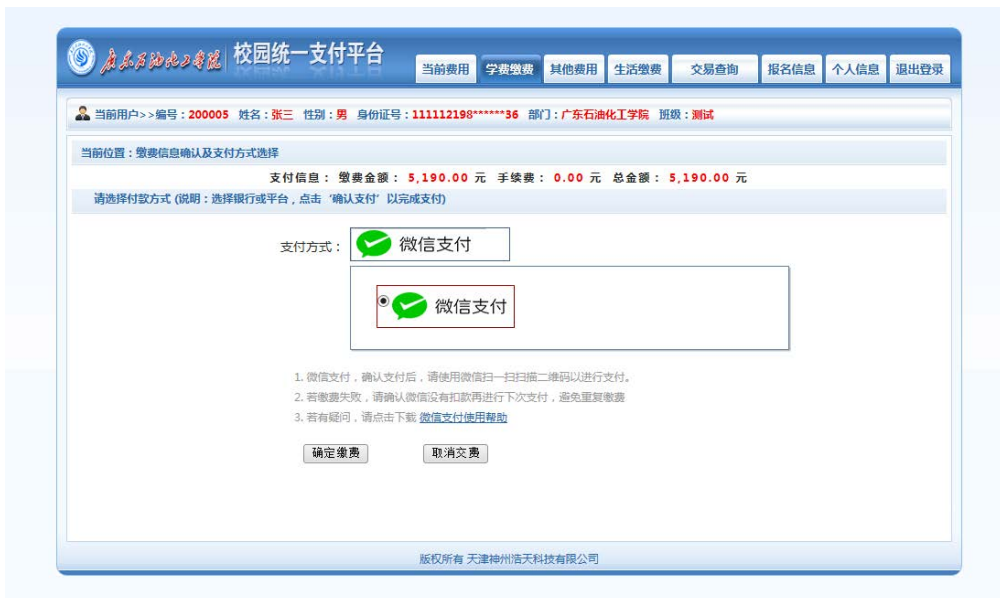 广东石油化工学院 校园统一支付平台
当前费用 学费缴费 其他费用 生活缴费 交易查询 报名信息 个人信息 退出登录
当前用户>>编号：200005 姓名：张三 性别：男 身份证号：111112198******36 部门：广东石油化工学院 班级：测试
当前位置：缴费信息确认及支付方式选择
支付信息： 缴费金额： 5,190.00 元 手续费： 0.00 元 总金额： 5,190.00 元
请选择付款方式 (说明：选择银行或平台，点击‘确认支付’以完成支付)
支付方式： 微信支付
微信支付
1. 微信支付，确认支付后，请使用微信扫一扫扫描二维码以进行支付。
2. 若缴费失败，请确认微信没有扣款再进行下次支付，避免重复缴费
3. 若有疑问，请点击下载 微信支付使用帮助
确定缴费 取消交费
版权所有 天津神州浩天科技有限公司